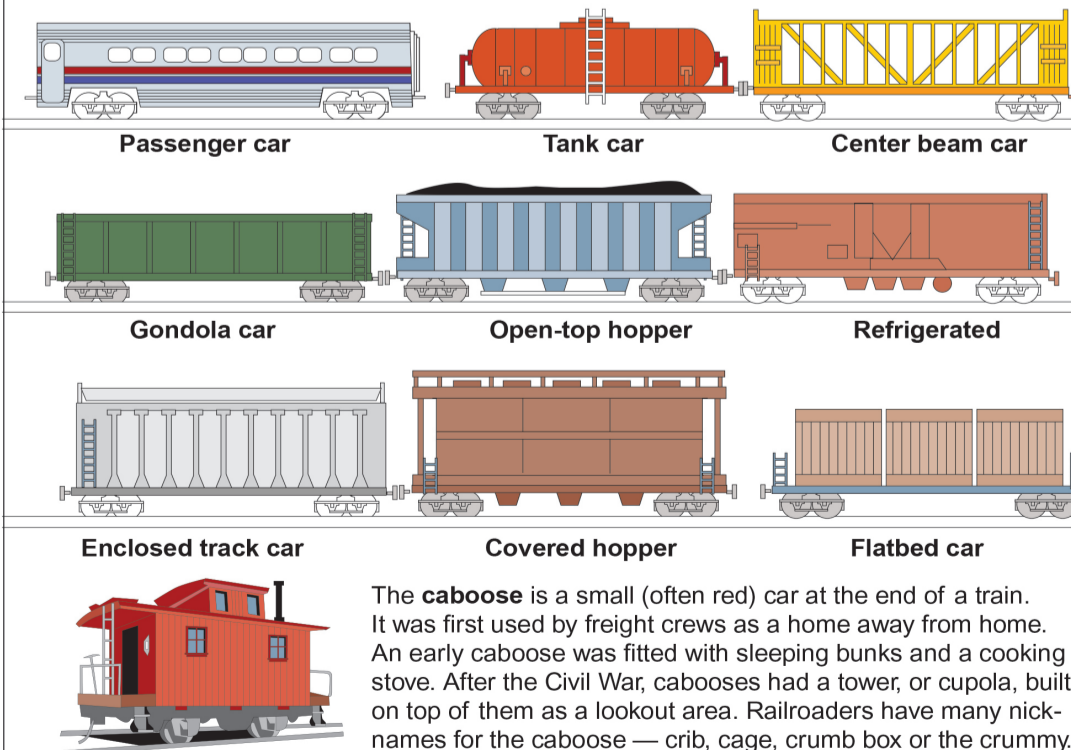 Passenger car
Tank car
Center beam car
Gondola car
Open-top hopper
Refrigerated
Enclosed track car
Covered hopper
Flatbed car
The caboose is a small (often red) car at the end of a train.
It was first used by freight crews as a home away from home.
An early caboose was fitted with sleeping bunks and a cooking
stove. After the Civil War, cabooses had a tower, or cupola, built
on top of them as a lookout area. Railroaders have many nick-
names for the caboose — crib, cage, crumb box or the crummy.